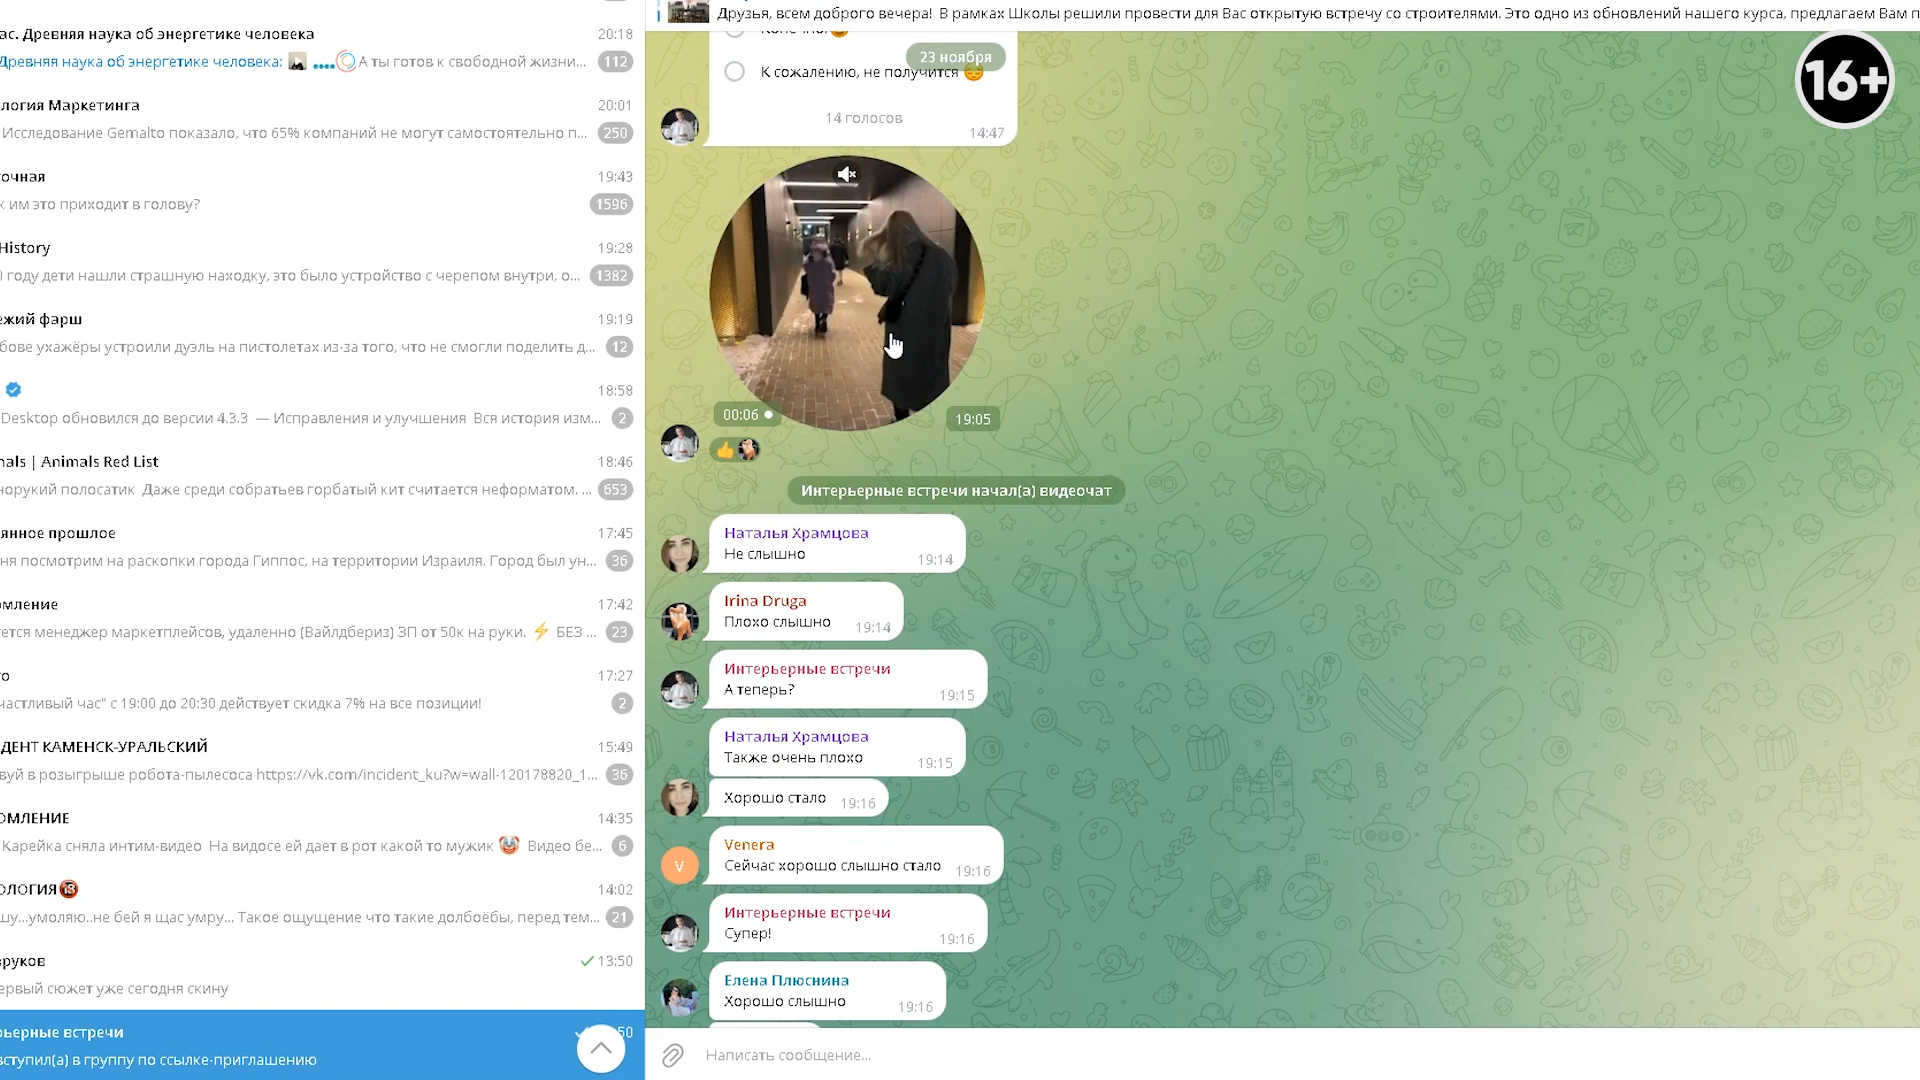 ас. Древняя наука об энергетике человека
20:18
Древняя наука об энергетике человека:
А ты готов к свободной жизни...
112
логия Маркетинга
20:01
Исследование Gemalto показало, что 65% компаний не могут самостоятельно п...
250
очная
19:43
к им это приходит в голову?
1596
History
19:28
0 году дети нашли страшную находку, это было устройство с черепом внутри, о...
1382
ежий фарш
19:19
бове ухажёры устроили дуэль на пистолетах из-за того, что не смогли поделить д...
12
18:58
Desktop обновился до версии 4.3.3 — Исправления и улучшения Вся история изм...
2
nals | Animals Red List
18:46
норукий полосатик Даже среди собратьев горбатый кит считается неформатом. ...
653
янное прошлое
17:45
ня посмотрим на раскопки города Гиппос, на территории Израиля. Город был ун...
36
омление
17:42
ется менеджер маркетплейсов, удаленно (Вайлдбериз) ЗП от 50к на руки. ⚡ БЕЗ ...
23
о
17:27
частливый час" с 19:00 до 20:30 действует скидка 7% на все позиции!
2
ДЕНТ КАМЕНСК-УРАЛЬСКИЙ
15:49
вуй в розыгрыше робота-пылесоса https://vk.com/incident_ku?w=wall-120178820_1...
36
ОМЛЕНИЕ
14:35
Карейка сняла интим-видео На видосе ей дает в рот какой то мужик 🤡 Видео бе...
6
ОЛОГИЯ🔞
14:02
шу...умоляю..не бей я щас умру... Такое ощущение что такие долбоёбы, перед тем...
21
вруков
13:50
ервый сюжет уже сегодня скину
ьерные встречи
50
вступил(а) в группу по ссылке-приглашению
Друзья, всем доброго вечера! В рамках Школы решили провести для Вас открытую встречу со строителями. Это одно из обновлений нашего курса, предлагаем Вам п
16+
23 ноября
К сожалению, не получится 😔
14 голосов
14:47
00:06
19:05
👍
Интерьерные встречи начал(а) видеочат
Наталья Храмцова
Не слышно
19:14
Irina Druga
Плохо слышно
19:14
Интерьерные встречи
А теперь?
19:15
Наталья Храмцова
Также очень плохо
19:15
Хорошо стало
19:16
V
Venera
Сейчас хорошо слышно стало
19:16
Интерьерные встречи
Супер!
19:16
Елена Плюснина
Хорошо слышно
19:16
Написать сообщение...